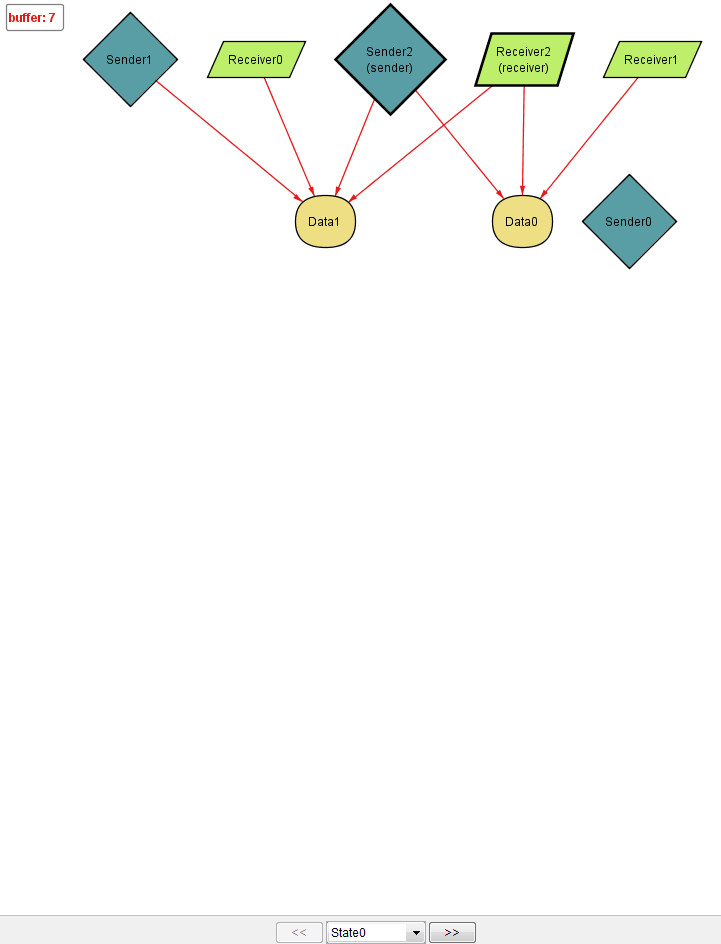 buffer: 7
Sender1
Receiver0
Sender2
(sender)
Receiver2
(receiver)
Receiver1
Data1
Data0
Sender0
<<
State0
>>